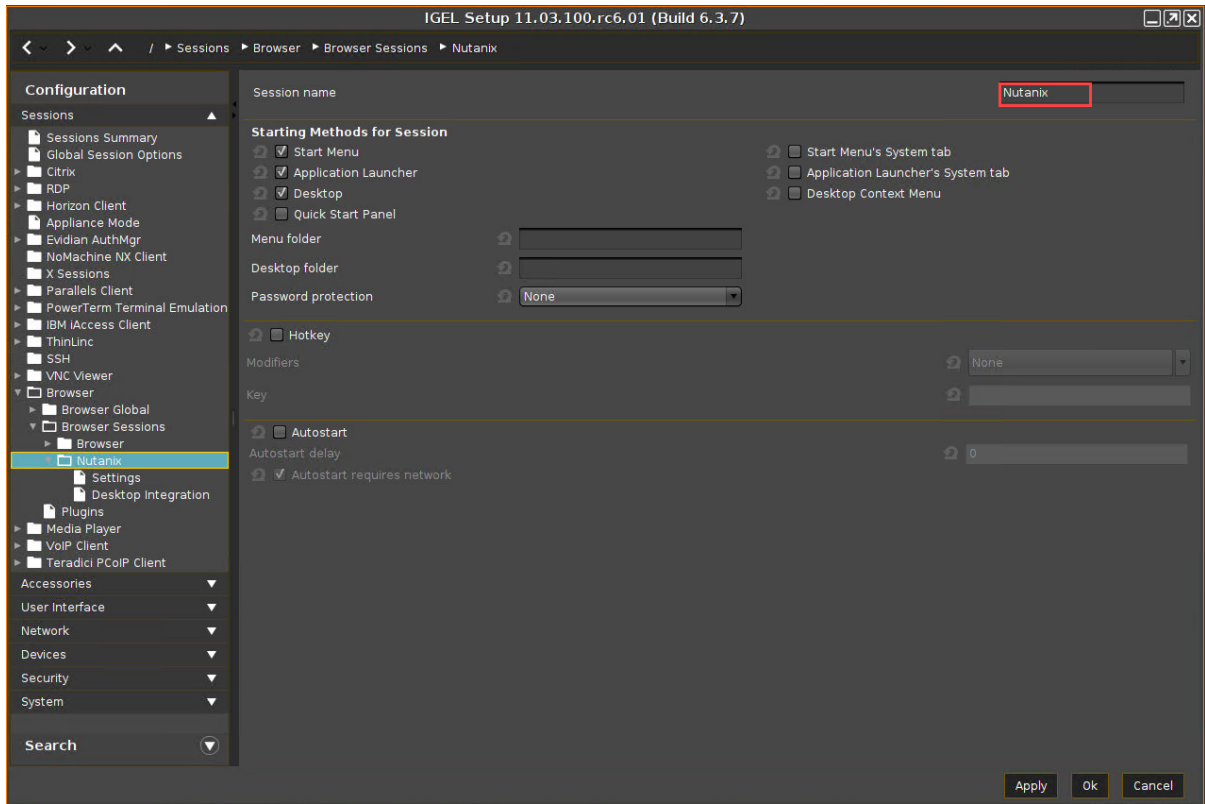 IGEL Setup 11.03.100.rc6.01 (Build 6.3.7)
/ Sessions Browser Browser Sessions Nutanix
Configuration
Sessions
Sessions Summary
Global Session Options
Citrix
RDP
Horizon Client
Appliance Mode
Evidian AuthMgr
NoMachine NX Client
X Sessions
Parallels Client
PowerTerm Terminal Emulation
IBM iAccess Client
ThinLinc
SSH
VNC Viewer
Browser
Browser Global
Browser Sessions
Browser
Nutanix
Settings
Desktop Integration
Plugins
Media Player
VoIP Client
Teradici PCoIP Client
Accessories
User Interface
Network
Devices
Security
System
Search
Session name Nutanix
Starting Methods for Session
Start Menu Start Menu's System tab
Application Launcher Application Launcher's System tab
Desktop Desktop Context Menu
Quick Start Panel
Menu folder
Desktop folder
Password protection None
Hotkey
Modifiers None
Key
Autostart
Autostart delay 0
Autostart requires network
Apply Ok Cancel